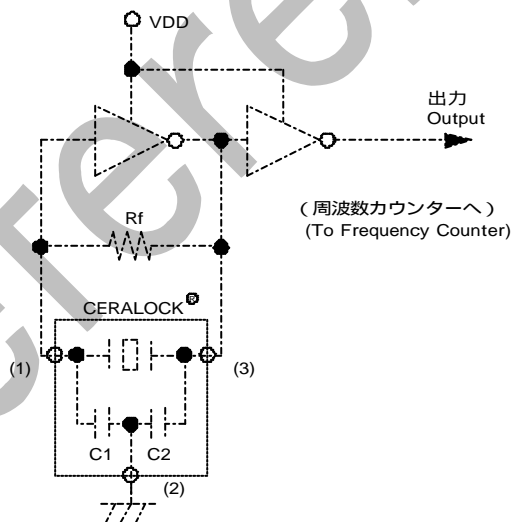 VDD
出力
Output
(周波数カウンターへ)
(To Frequency Counter)
Rf
CERALOCK®
(1)
(3)
C1
C2
(2)